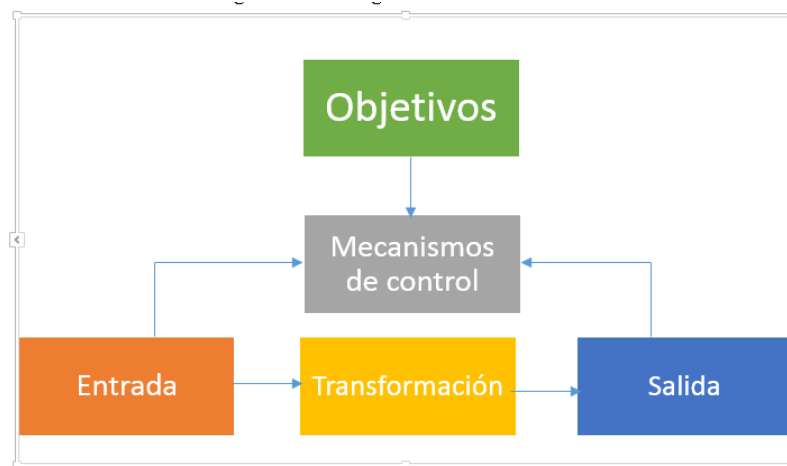 Objetivos
Mecanismos
de control
Entrada
Transformación
Salida